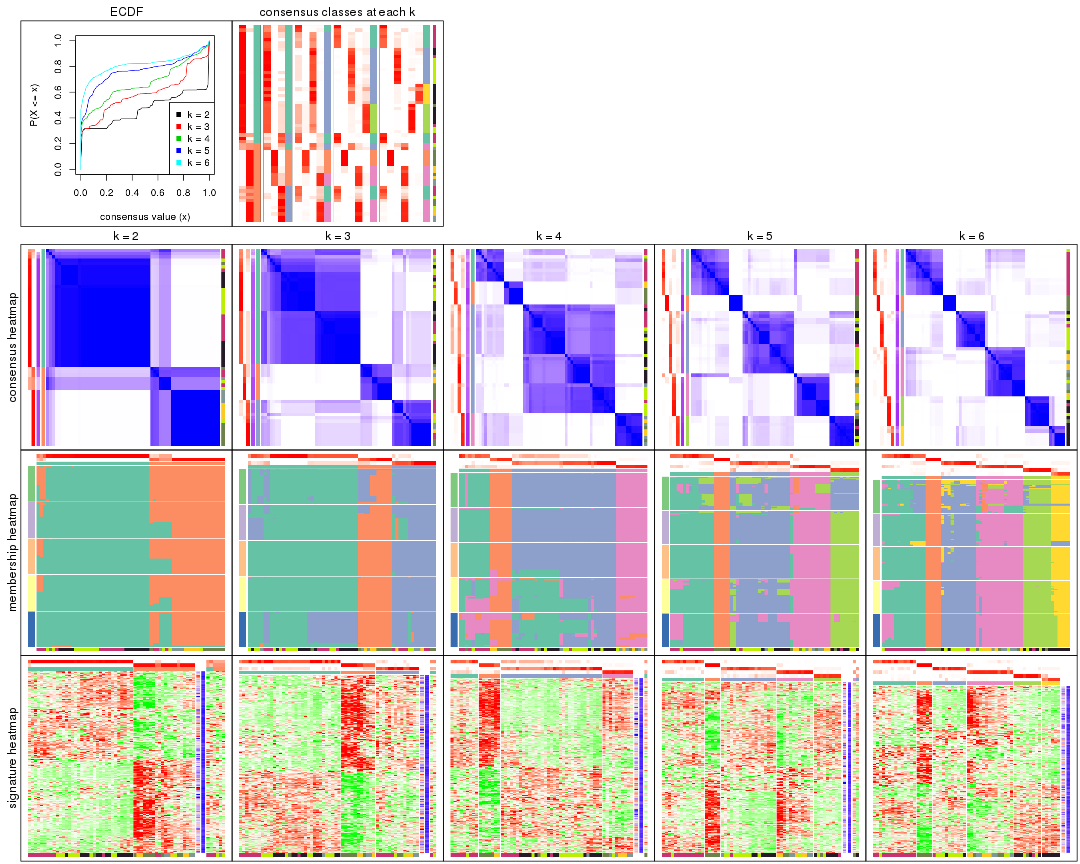 ECDF
consensus classes at each k
P(X <= x)
0.0 0.2 0.4 0.6 0.8 1.0
k = 2
k = 3
k = 4
k = 5
k = 6
0.0 0.2 0.4 0.6 0.8 1.0
consensus value (x)
k = 2 k = 3 k = 4 k = 5 k = 6
consensus heatmap
membership heatmap
signature heatmap